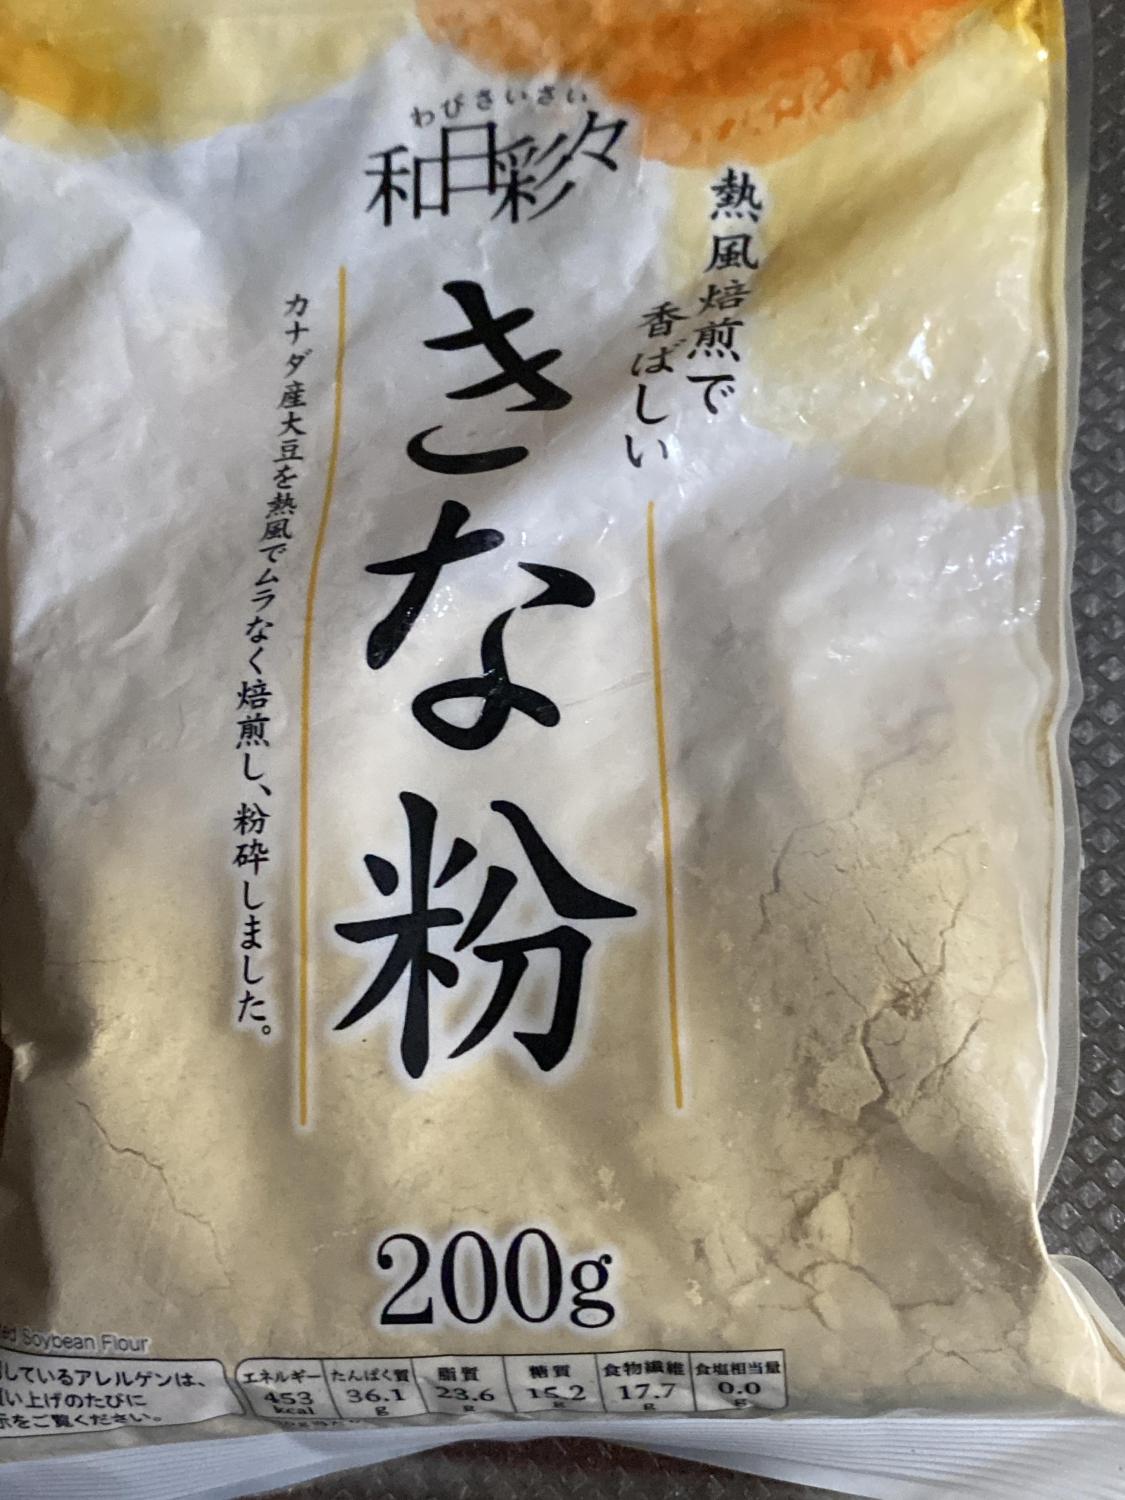 わびさいさい
和日彩々
熱風焙煎で
香ばしい
きな粉
カナダ産大豆を熱風でムラなく焙煎し、粉砕しました。
200g
Soybean Flour
しているアレルゲンは、
い上げのたびに
示をご覧ください。
エネルギー 453 kcal
たんぱく質 36.1 g
脂質 23.6 g
糖質 15.2 g
食物繊維 17.7 g
食塩相当量 0.0 g